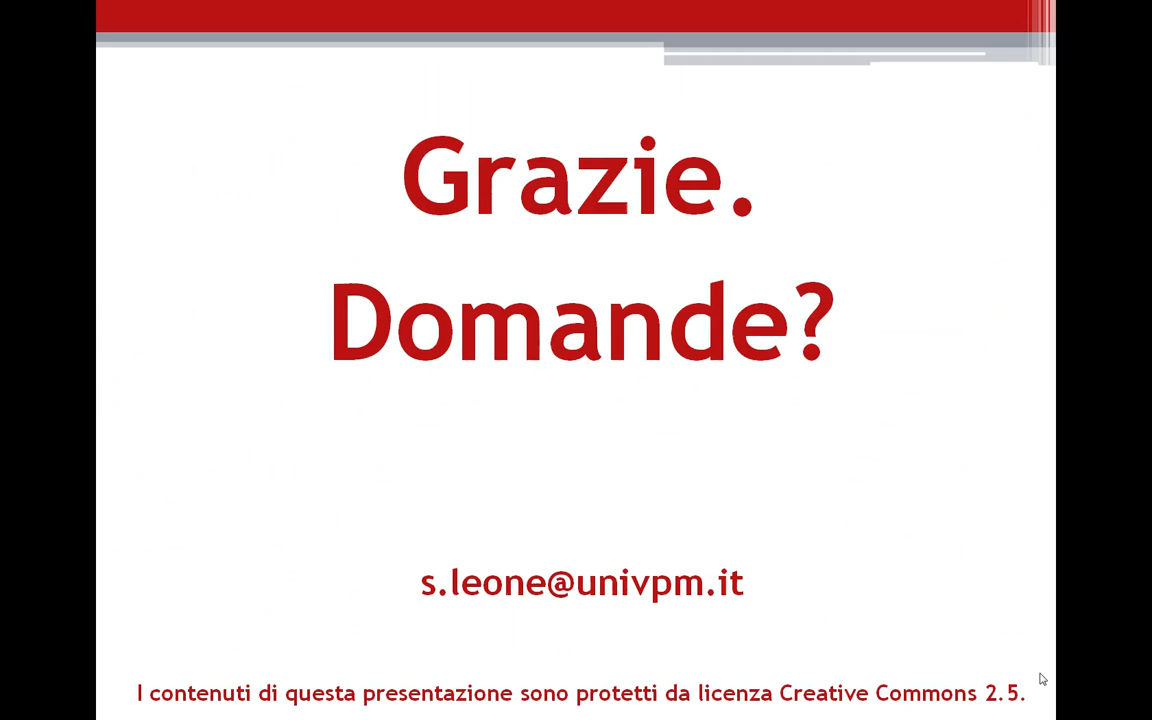 Grazie.
Domande?
s.leone@univpm.it
I contenuti di questa presentazione sono protetti da licenza Creative Commons 2.5.